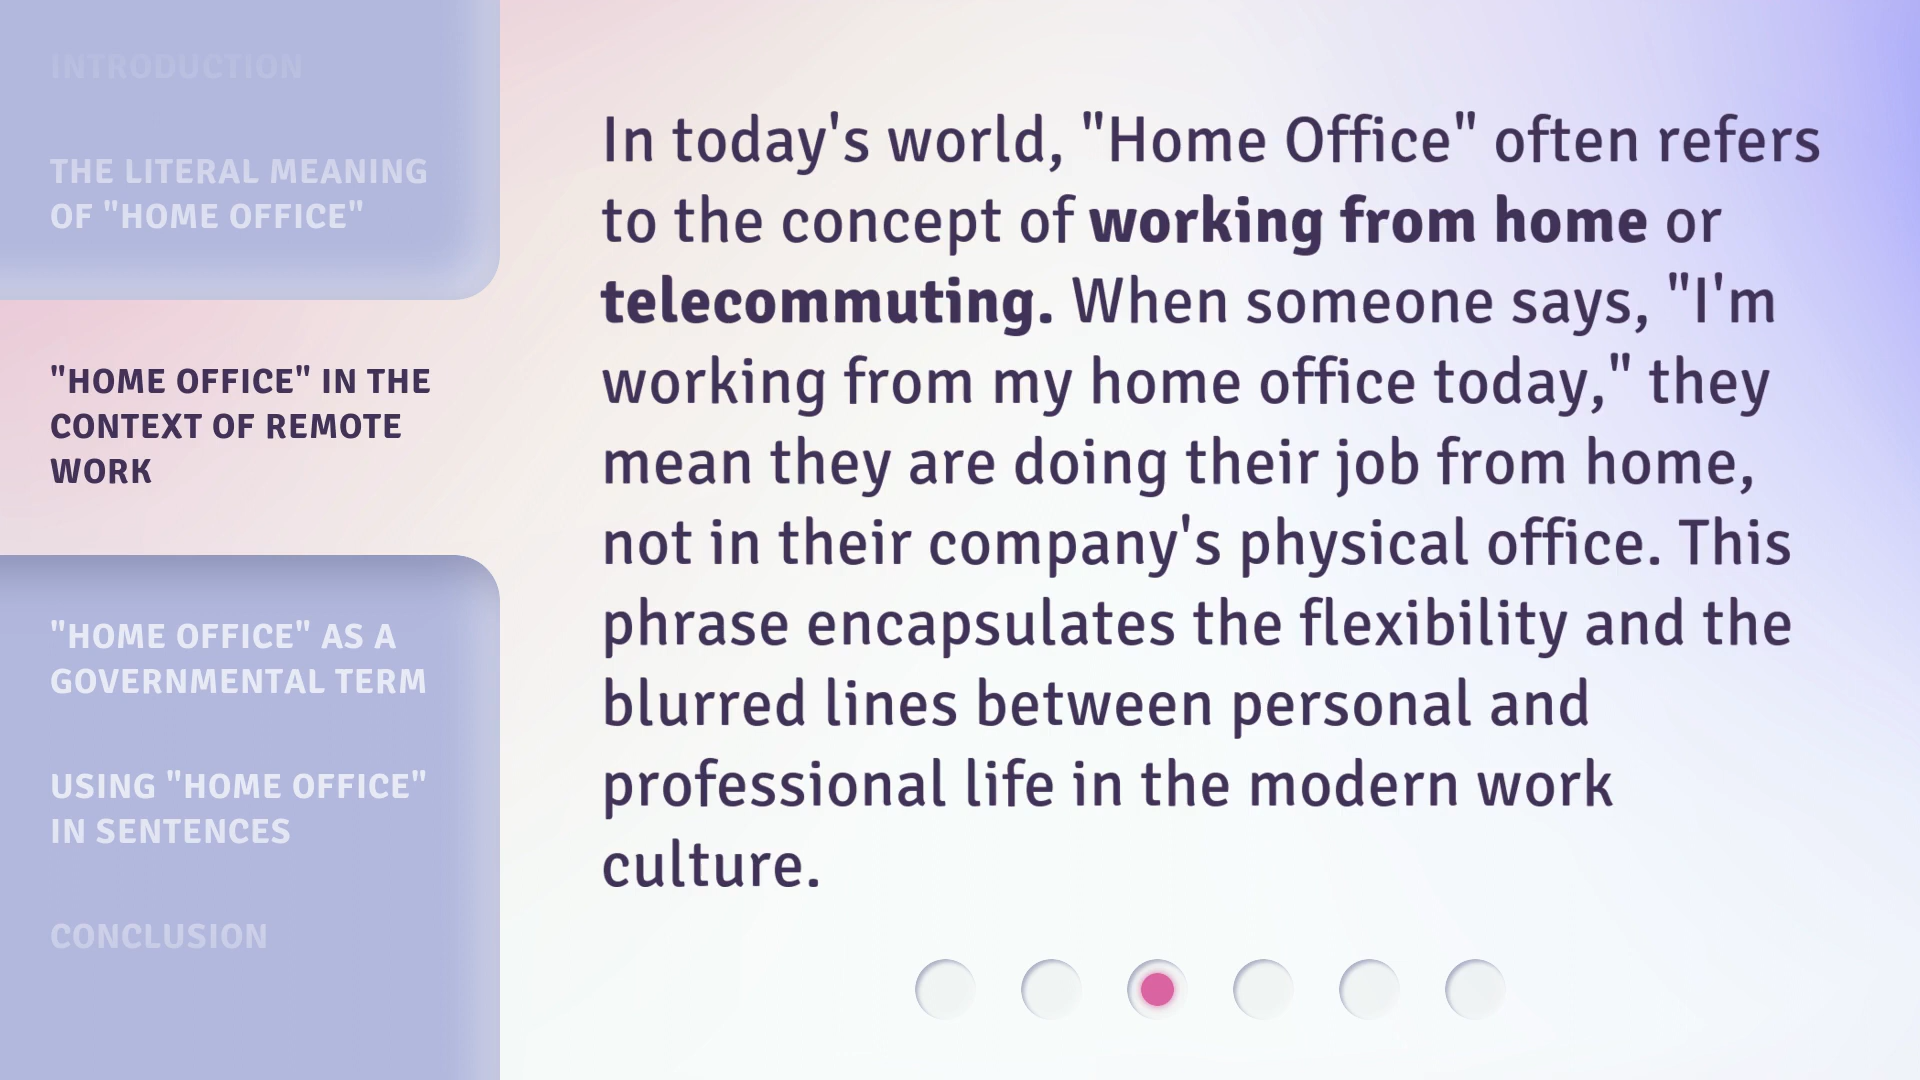 INTRODUCTION
THE LITERAL MEANING
OF "HOME OFFICE"
"HOME OFFICE" IN THE
CONTEXT OF REMOTE
WORK
"HOME OFFICE" AS A
GOVERNMENTAL TERM
USING "HOME OFFICE"
IN SENTENCES
CONCLUSION
In today's world, "Home Office" often refers
to the concept of working from home or
telecommuting. When someone says, "I'm
working from my home office today," they
mean they are doing their job from home,
not in their company's physical office. This
phrase encapsulates the flexibility and the
blurred lines between personal and
professional life in the modern work
culture.